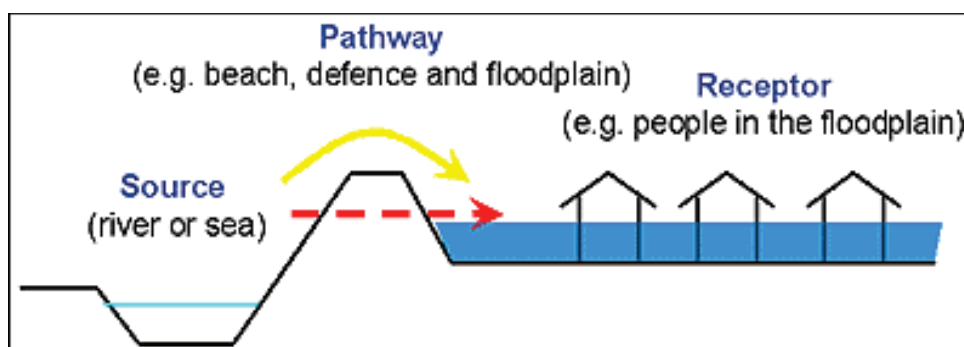 Pathway
(e.g. beach, defence and floodplain)
Receptor
(e.g. people in the floodplain)
Source
(river or sea)